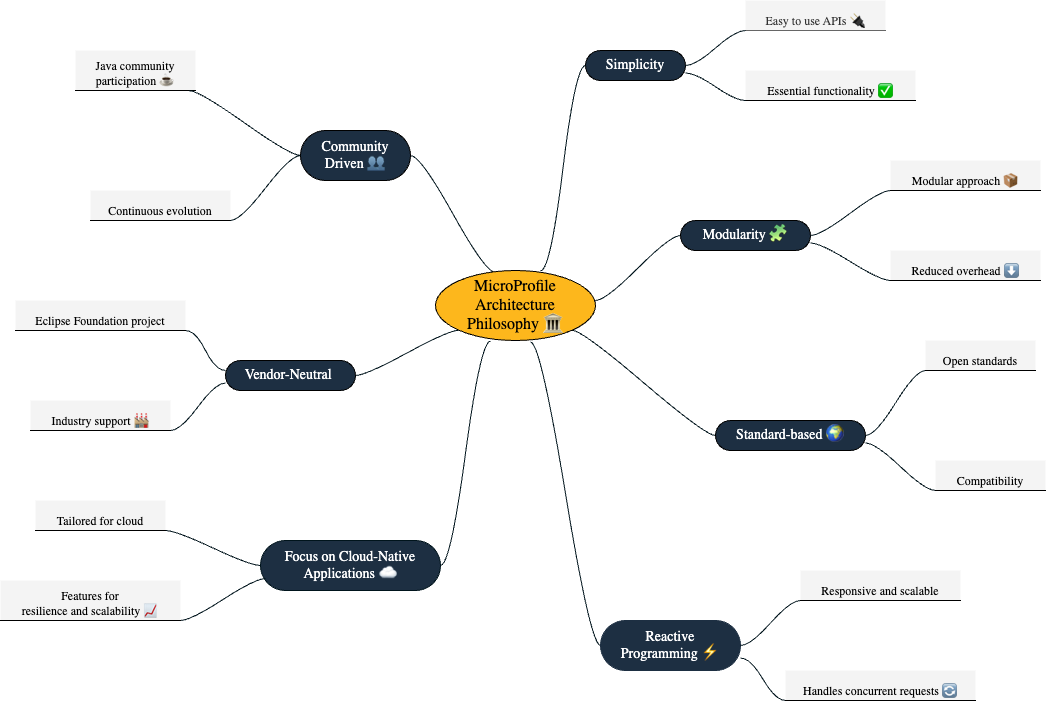 MicroProfile
Architecture
Philosophy 🏛️
Simplicity
Easy to use APIs 🔌
Essential functionality ✅
Modularity 🧩
Modular approach 📦
Reduced overhead ⬇️
Standard-based 🌍
Open standards
Compatibility
Reactive
Programming ⚡
Responsive and scalable
Handles concurrent requests 🔄
Focus on Cloud-Native
Applications ☁️
Tailored for cloud
Features for
resilience and scalability 📈
Vendor-Neutral
Eclipse Foundation project
Industry support 🏭
Community
Driven 👥
Java community
participation ☕
Continuous evolution